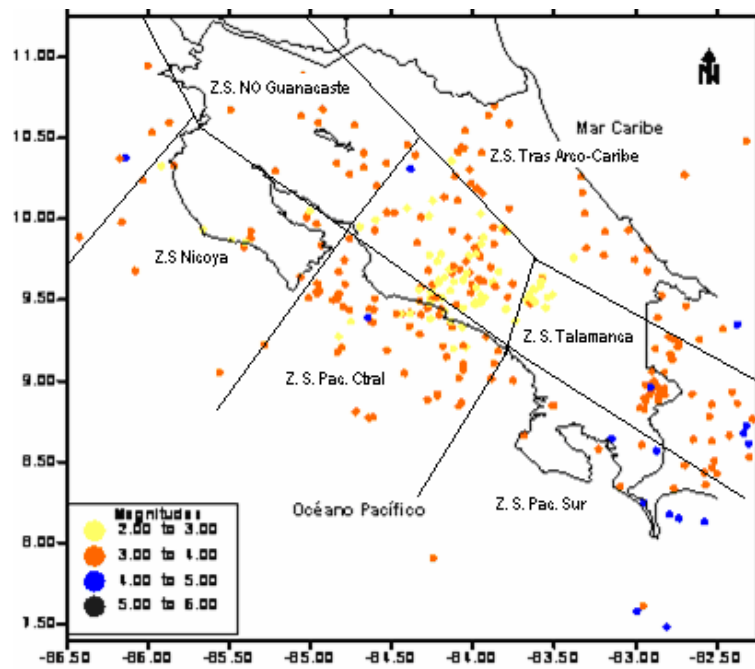 11.00
10.50
10.00
9.50
9.00
8.50
8.00
7.50
Z.S. NO Guanacaste
N
Mar Caribe
Z.S. Tras Arco-Caribe
Z.S Nicoya
Z. S. Talamanca
Z. S. Pac. Ctral
Océano Pacífico
Z. S. Pac. Sur
Magnitudes
2.00 to 3.00
3.00 to 4.00
4.00 to 5.00
5.00 to 6.00
-86.50 -86.00 -85.50 -85.00 -84.50 -84.00 -83.50 -83.00 -82.50